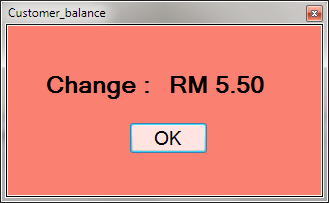 Customer_balance
Change : RM 5.50
OK